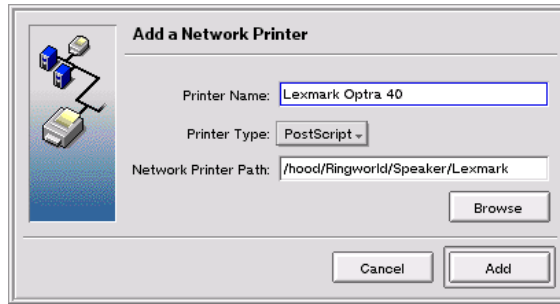 Add a Network Printer
Printer Name: Lexmark Optra 40
Printer Type: PostScript
Network Printer Path: /hood/Ringworld/Speaker/Lexmark
Browse
Cancel Add